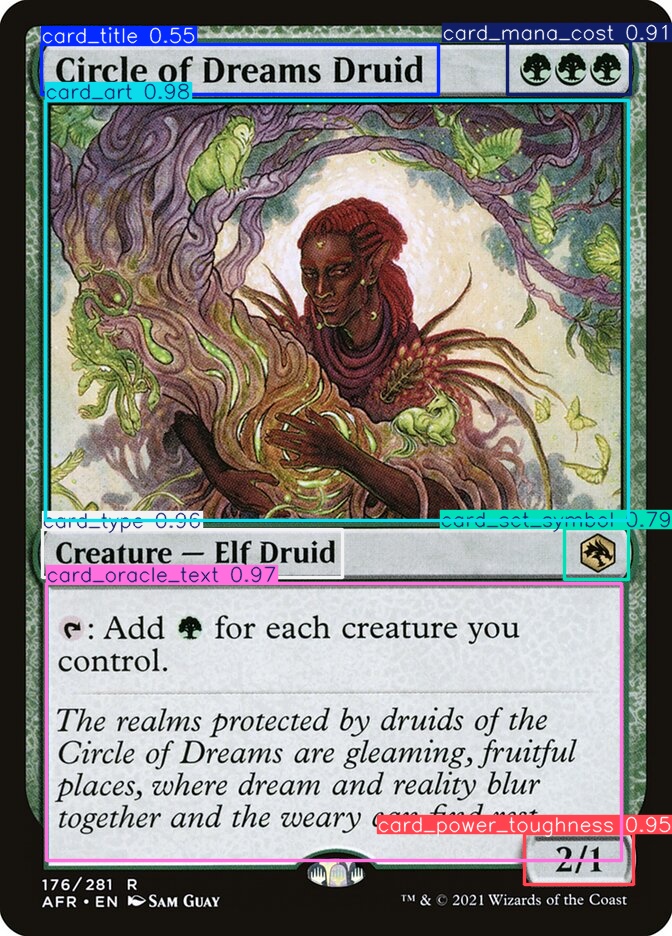 card_title 0.55
card_mana_cost 0.91
Circle of Dreams Druid
card_art 0.98
card_type 0.96
card_set_symbol 0.79
Creature — Elf Druid
card_oracle_text 0.97
: Add for each creature you
control.
The realms protected by druids of the
Circle of Dreams are gleaming, fruitful
places, where dream and reality blur
together and the weary can find rest.
card_power_toughness 0.95
2/1
176/281 R
AFR • EN Sam Guay
™ & © 2021 Wizards of the Coast